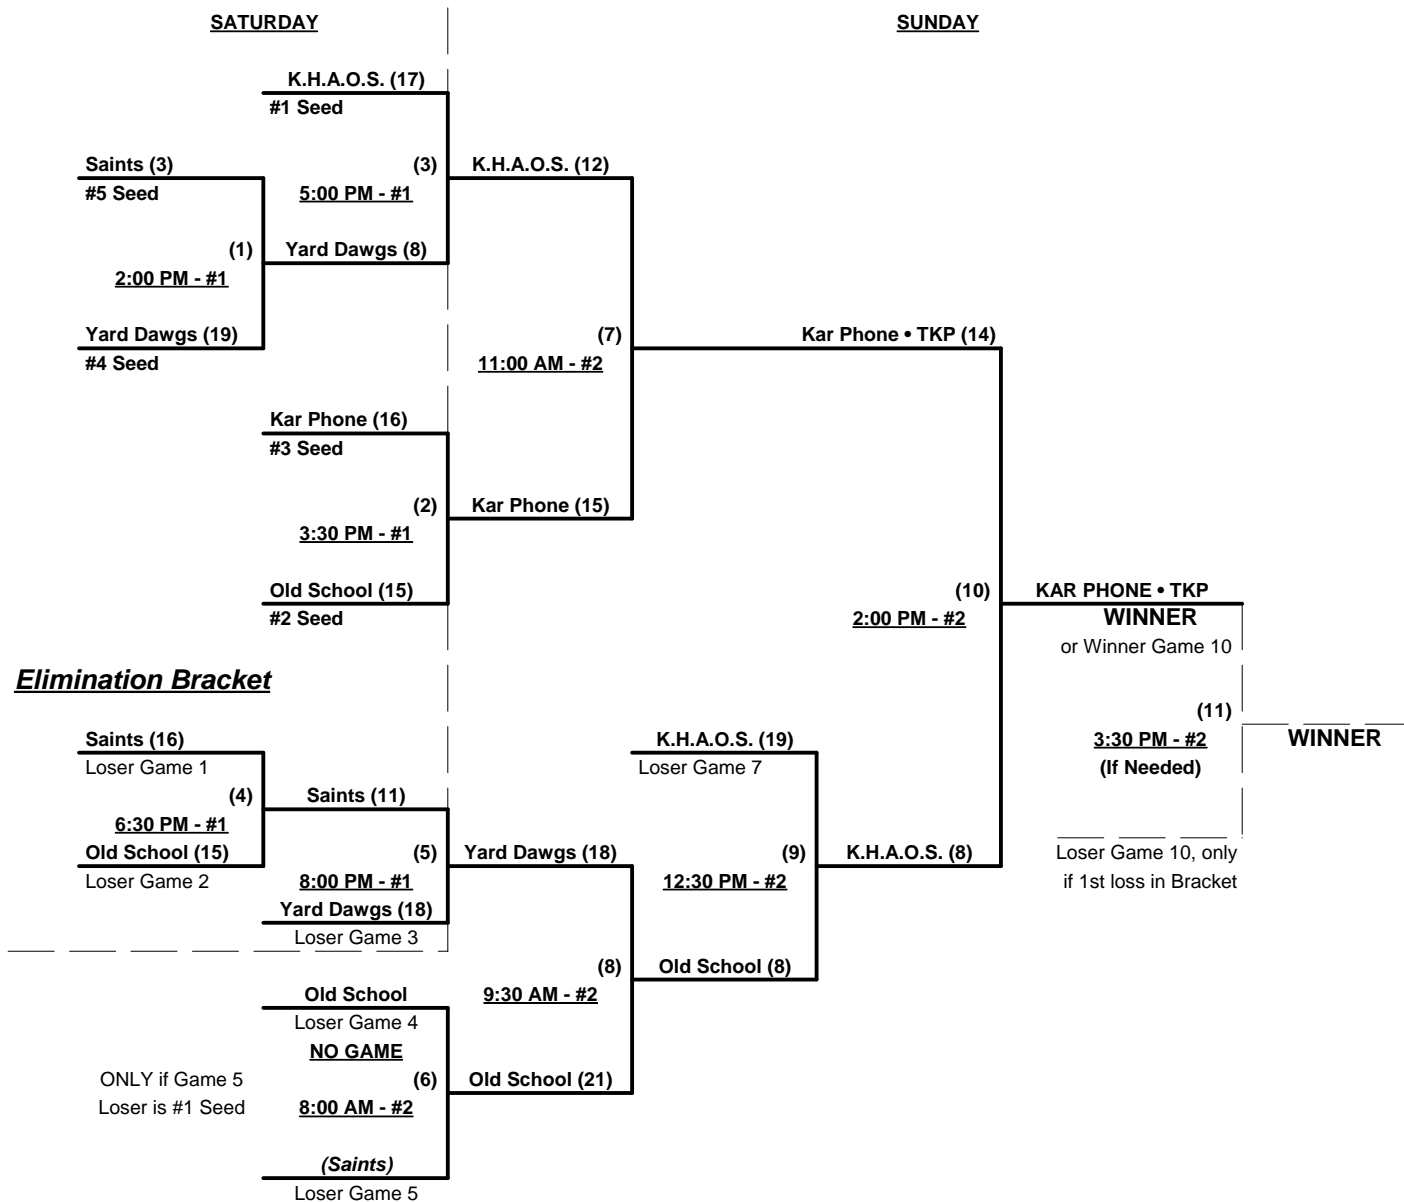 SATURDAY
SUNDAY
K.H.A.O.S. (17)
#1 Seed
Saints (3)
#5 Seed
(3)
5:00 PM - #1
K.H.A.O.S. (12)
(1)
2:00 PM - #1
Yard Dawgs (8)
Yard Dawgs (19)
#4 Seed
(7)
11:00 AM - #2
Kar Phone • TKP (14)
Kar Phone (16)
#3 Seed
(2)
3:30 PM - #1
Kar Phone (15)
Old School (15)
#2 Seed
(10)
2:00 PM - #2
KAR PHONE • TKP
WINNER
or Winner Game 10
Elimination Bracket
(11)
3:30 PM - #2
(If Needed)
WINNER
Saints (16)
Loser Game 1
K.H.A.O.S. (19)
Loser Game 7
(4)
6:30 PM - #1
Saints (11)
Old School (15)
Loser Game 2
(5)
8:00 PM - #1
Yard Dawgs (18)
(9)
12:30 PM - #2
K.H.A.O.S. (8)
Loser Game 10, only
if 1st loss in Bracket
Yard Dawgs (18)
Loser Game 3
(8)
9:30 AM - #2
Old School (8)
Old School
Loser Game 4
NO GAME
ONLY if Game 5
Loser is #1 Seed
(6)
8:00 AM - #2
Old School (21)
(Saints)
Loser Game 5